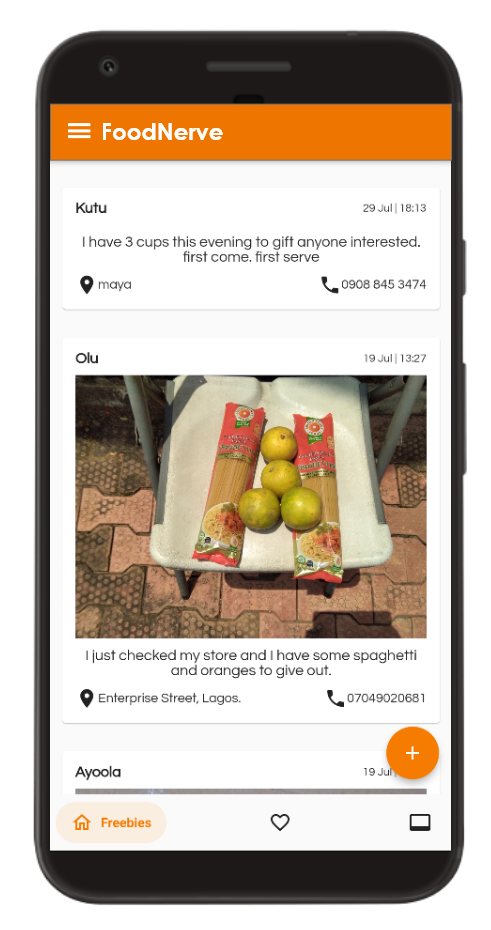 FoodNerve
Kutu
29 Jul | 18:13
I have 3 cups this evening to gift anyone interested.
first come. first serve
maya
0908 845 3474
Olu
19 Jul | 13:27
I just checked my store and I have some spaghetti
and oranges to give out.
Enterprise Street, Lagos.
07049020681
Ayoola
19 Jul
Freebies